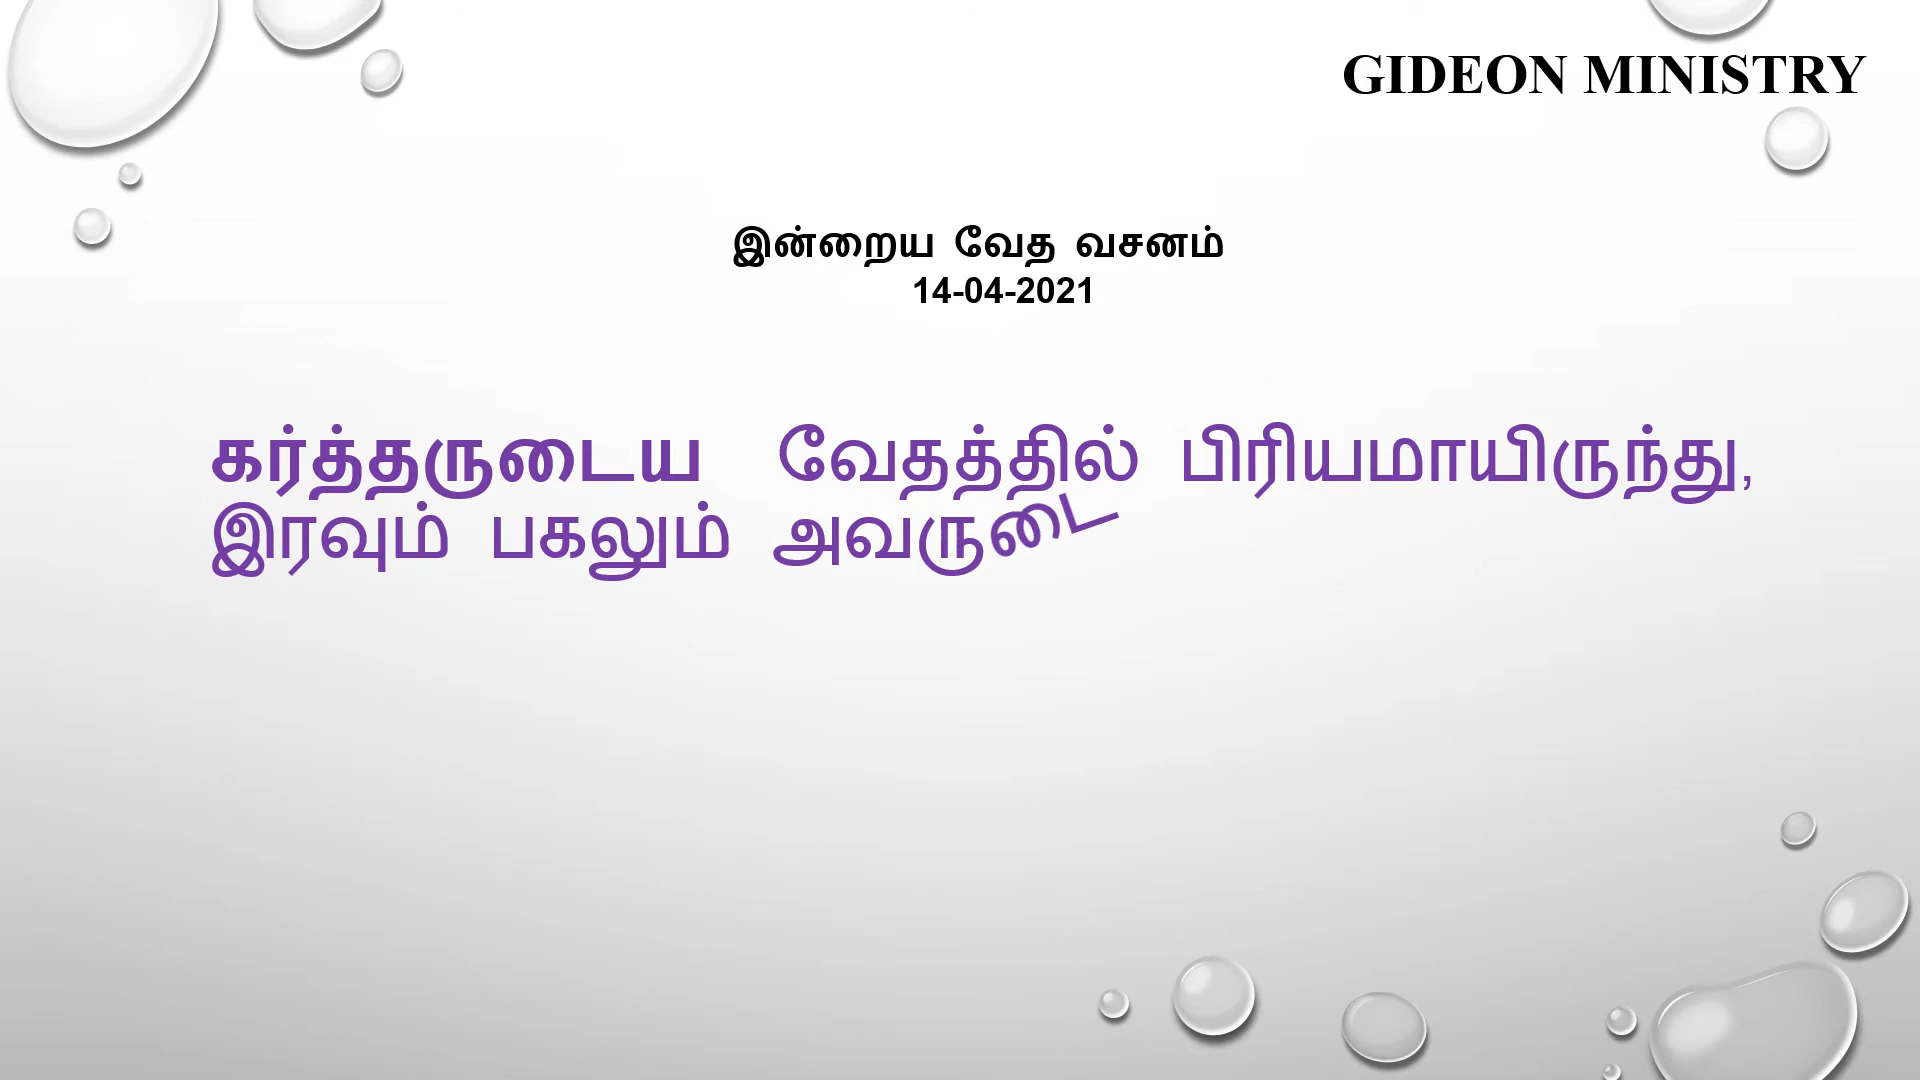 GIDEON MINISTRY
இன்றைய வேத வசனம்
14-04-2021
கர்த்தருடைய வேதத்தில் பிரியமாயிருந்து,
இரவும் பகலும் அவருடை